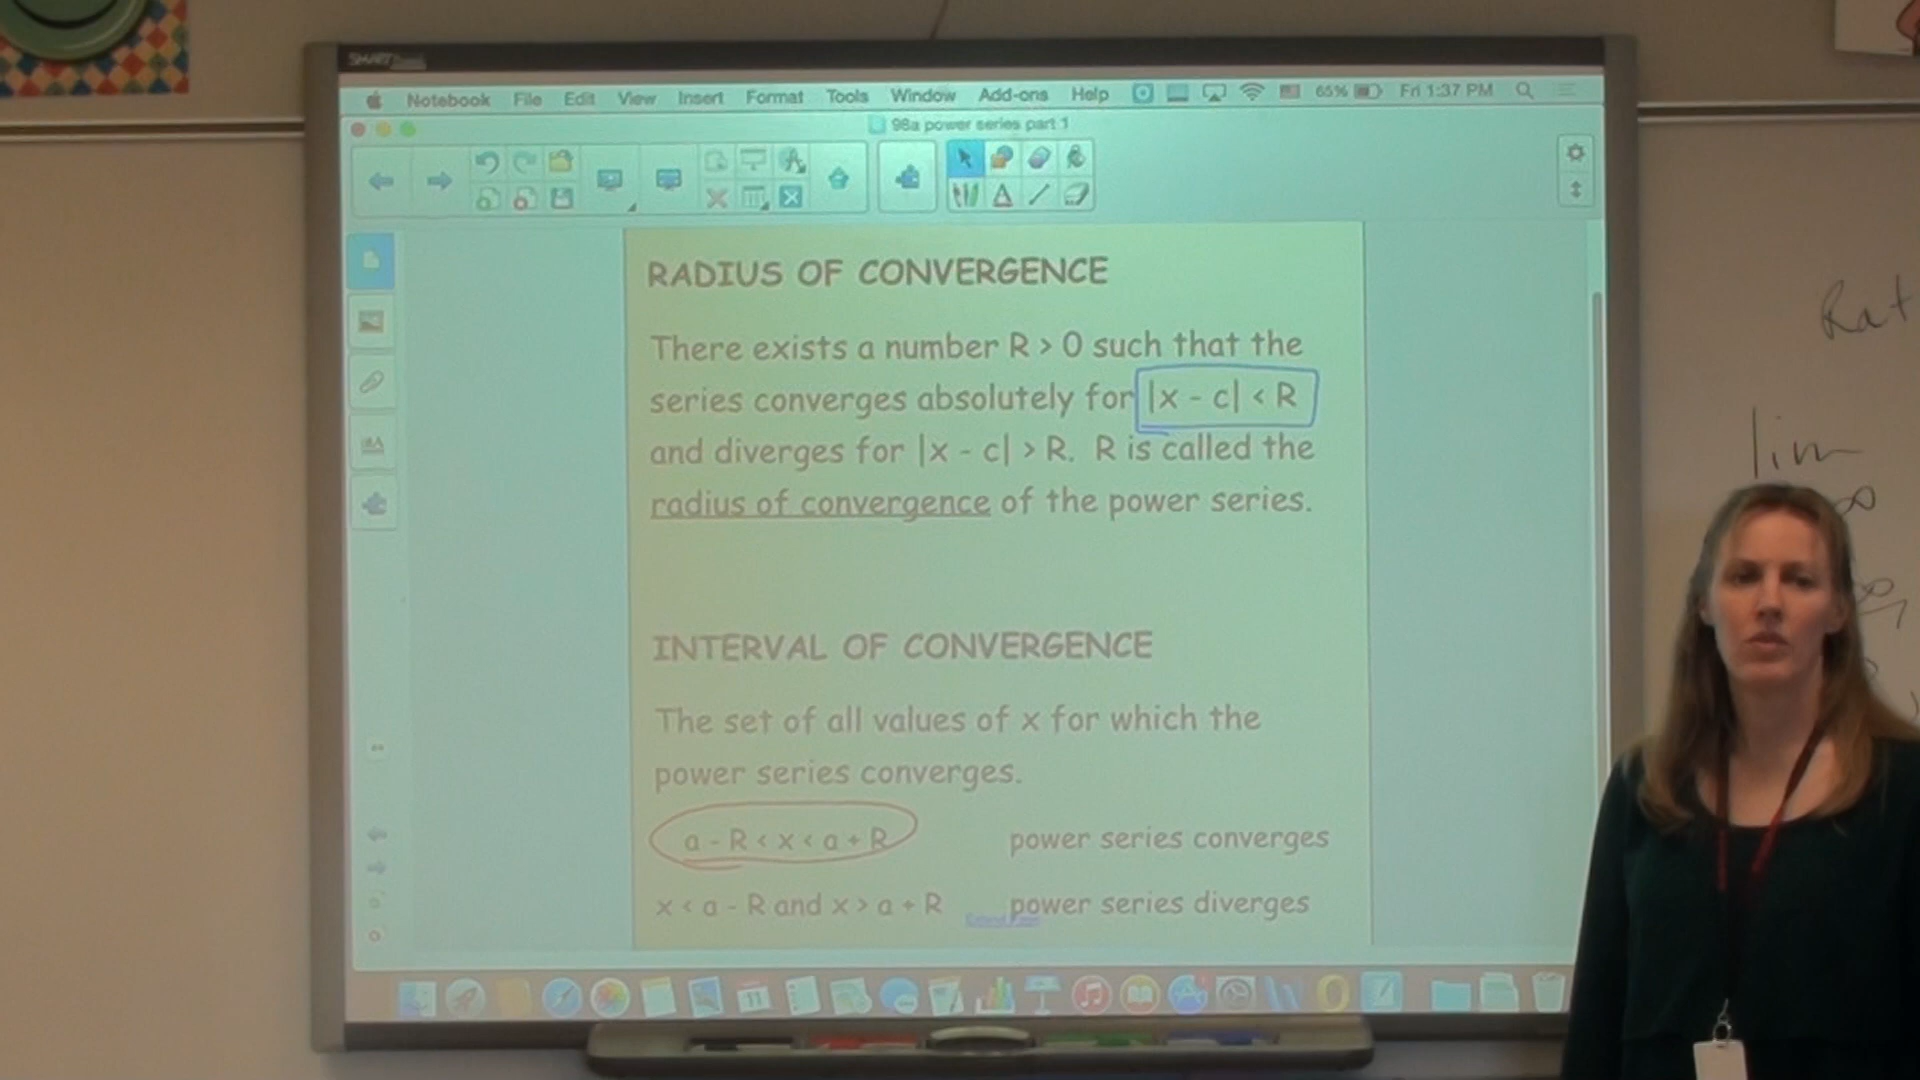 SMART
Notebook File Edit View Insert Format Tools Window Add-ons Help 65% Fri 1:37 PM
98a power series part 1
RADIUS OF CONVERGENCE
There exists a number R > 0 such that the
series converges absolutely for |x - c| < R
and diverges for |x - c| > R. R is called the
radius of convergence of the power series.
INTERVAL OF CONVERGENCE
The set of all values of x for which the
power series converges.
a - R < x < a + R power series converges
x < a - R and x > a + R power series diverges
11
Rat
lim
∞